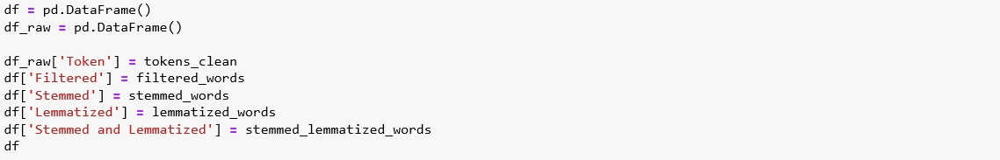 df = pd.DataFrame()
df_raw = pd.DataFrame()
df_raw['Token'] = tokens_clean
df['Filtered'] = filtered_words
df['Stemmed'] = stemmed_words
df['Lemmatized'] = lemmatized_words
df['Stemmed and Lemmatized'] = stemmed_lemmatized_words
df